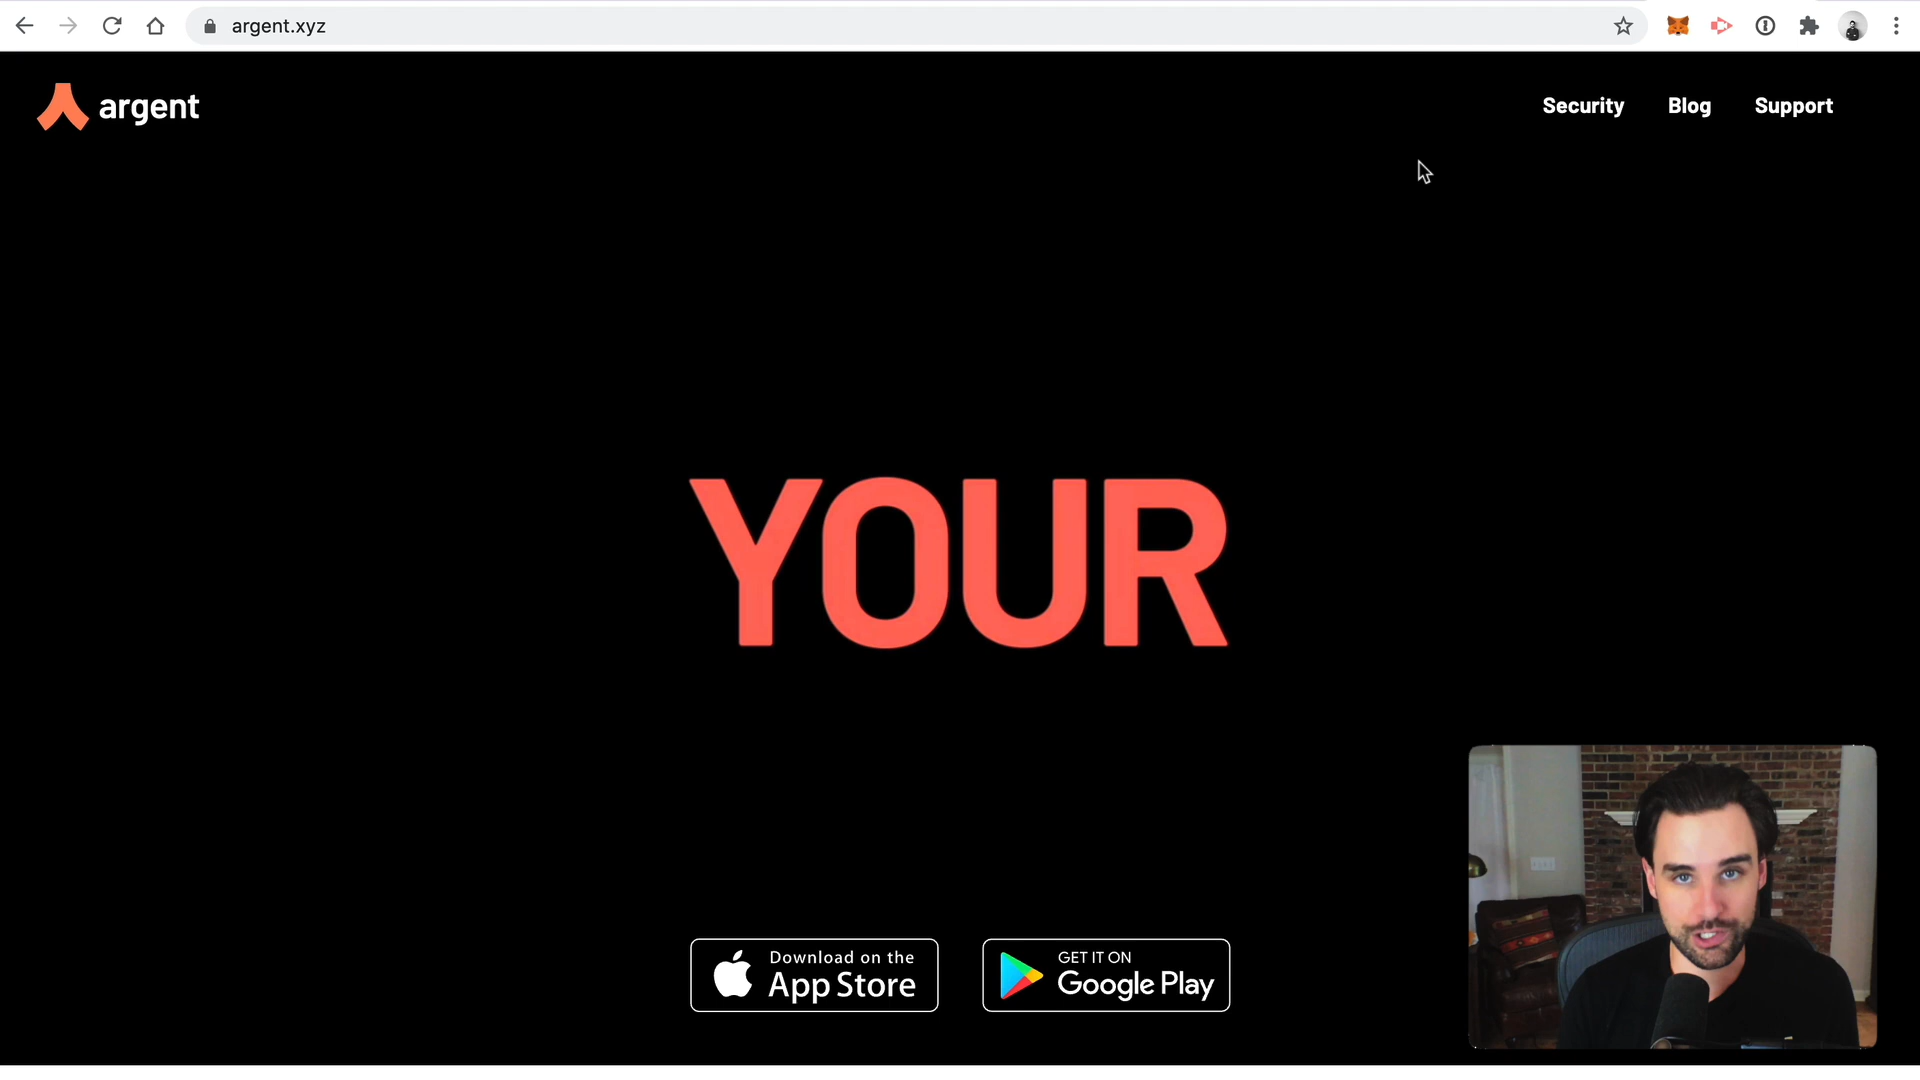 argent.xyz
argent
Security
Blog
Support
YOUR
Download on the
App Store
GET IT ON
Google Play